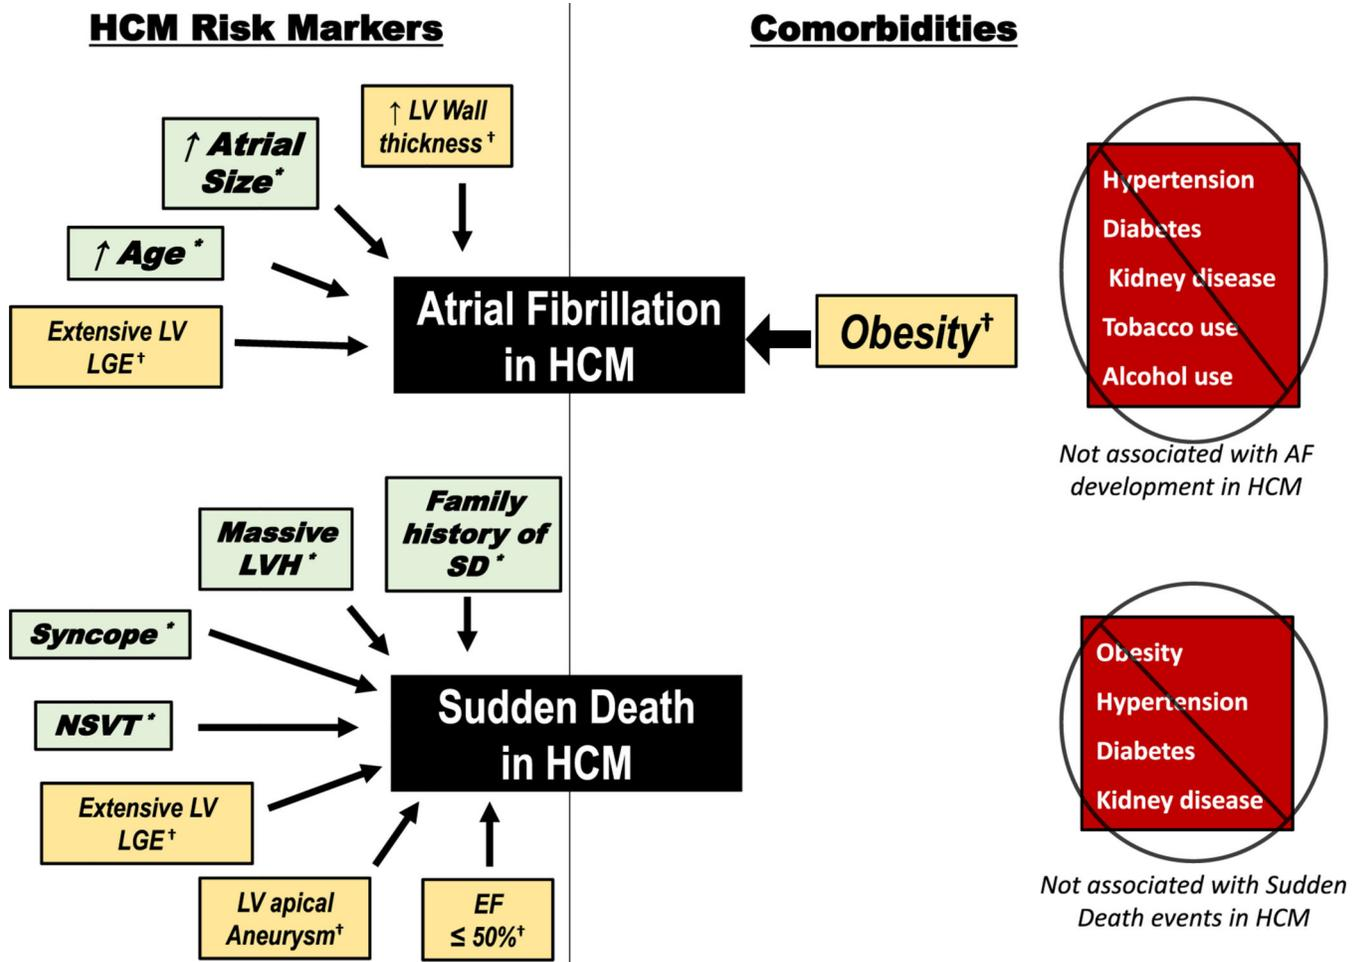 HCM Risk Markers
Comorbidities
↑ LV Wall
thickness †
↑ Atrial
Size*
↑ Age *
Extensive LV
LGE†
Atrial Fibrillation
in HCM
Obesity†
Hypertension
Diabetes
Kidney disease
Tobacco use
Alcohol use
Not associated with AF
development in HCM
Family
history of
SD *
Massive
LVH *
Syncope *
NSVT *
Extensive LV
LGE†
LV apical
Aneurysm†
EF
≤ 50%†
Sudden Death
in HCM
Obesity
Hypertension
Diabetes
Kidney disease
Not associated with Sudden
Death events in HCM